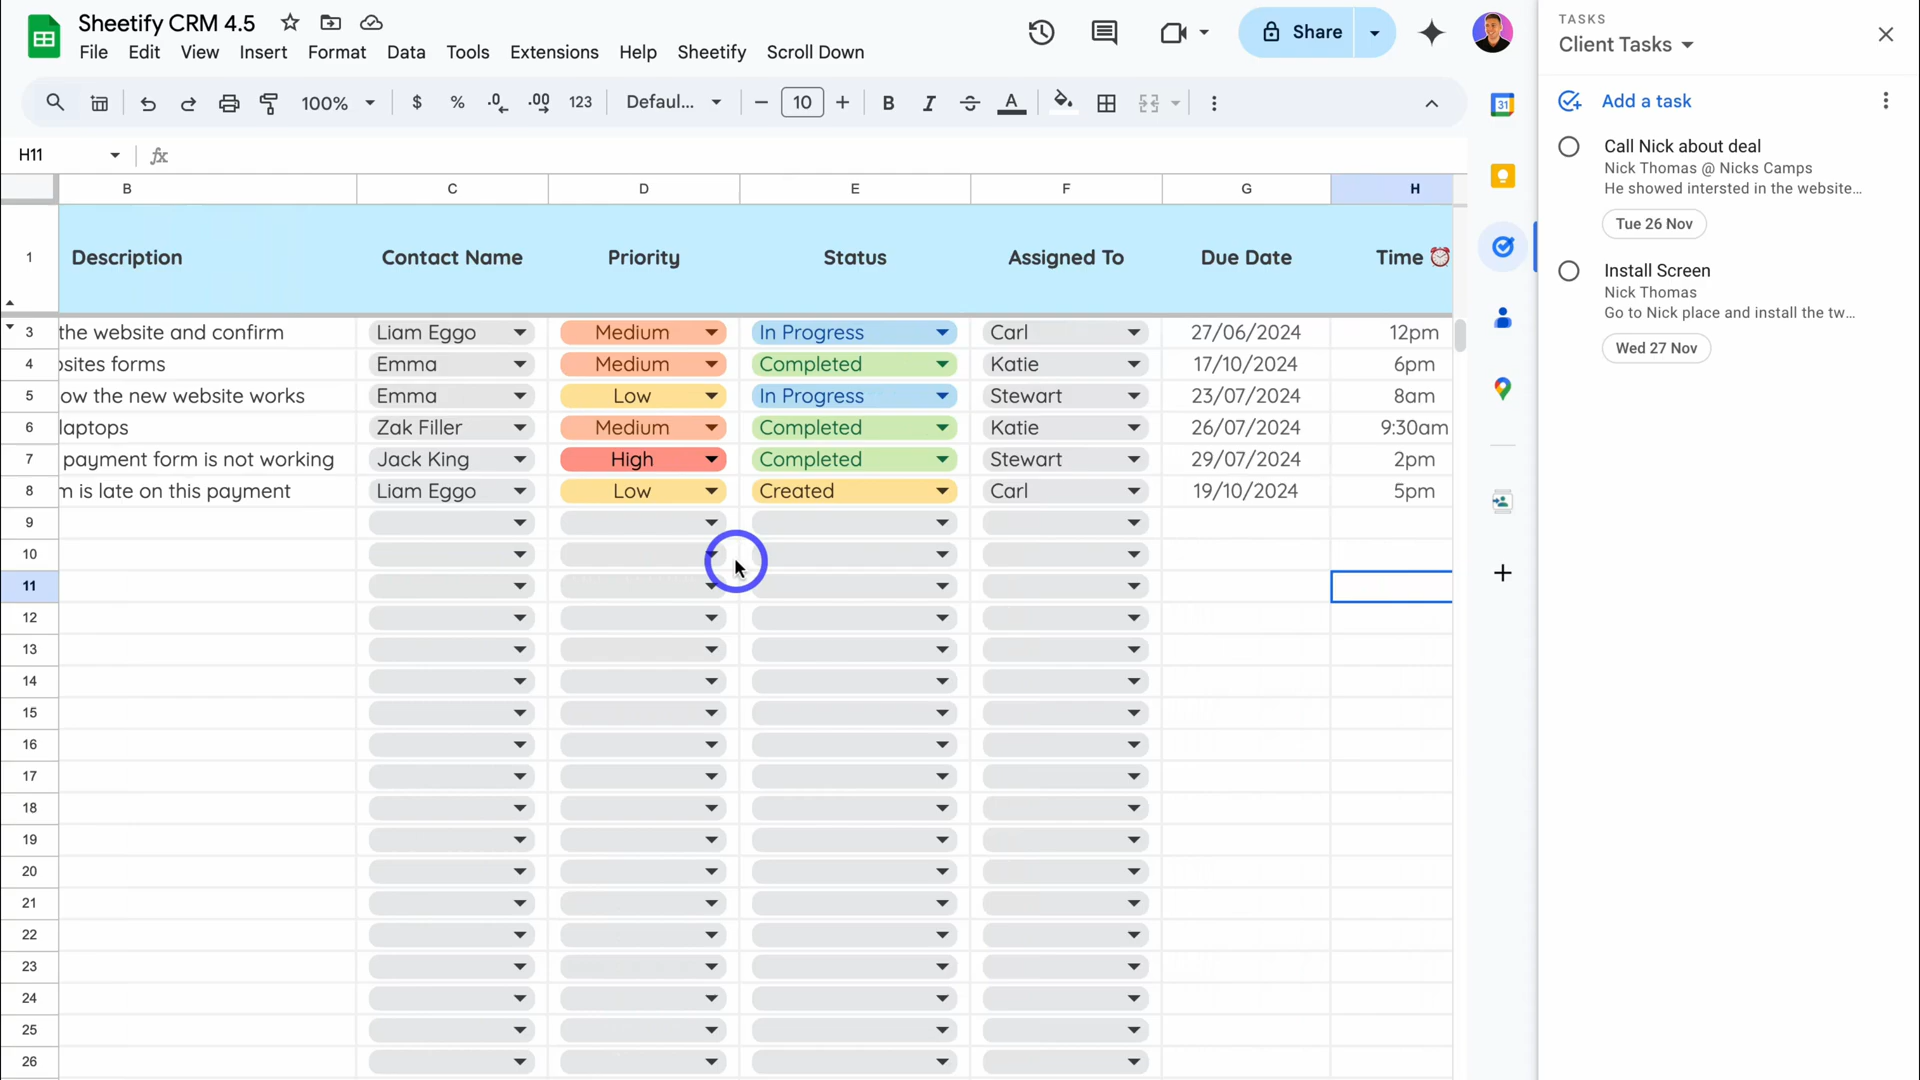 Sheetify CRM 4.5
File Edit View Insert Format Data Tools Extensions Help Sheetify Scroll Down
Share
100% $ % .0 .00 123 Defaul... 10 B I S A
H11 fx
B C D E F G H
1 Description Contact Name Priority Status Assigned To Due Date Time ⏰
3 the website and confirm Liam Eggo Medium In Progress Carl 27/06/2024 12pm
4 sites forms Emma Medium Completed Katie 17/10/2024 6pm
5 ow the new website works Emma Low In Progress Stewart 23/07/2024 8am
6 laptops Zak Filler Medium Completed Katie 26/07/2024 9:30am
7 payment form is not working Jack King High Completed Stewart 29/07/2024 2pm
8 m is late on this payment Liam Eggo Low Created Carl 19/10/2024 5pm
9
10
11
12
13
14
15
16
17
18
19
20
21
22
23
24
25
26
31
TASKS
Client Tasks
Add a task
Call Nick about deal
Nick Thomas @ Nicks Camps
He showed intersted in the website...
Tue 26 Nov
Install Screen
Nick Thomas
Go to Nick place and install the tw...
Wed 27 Nov